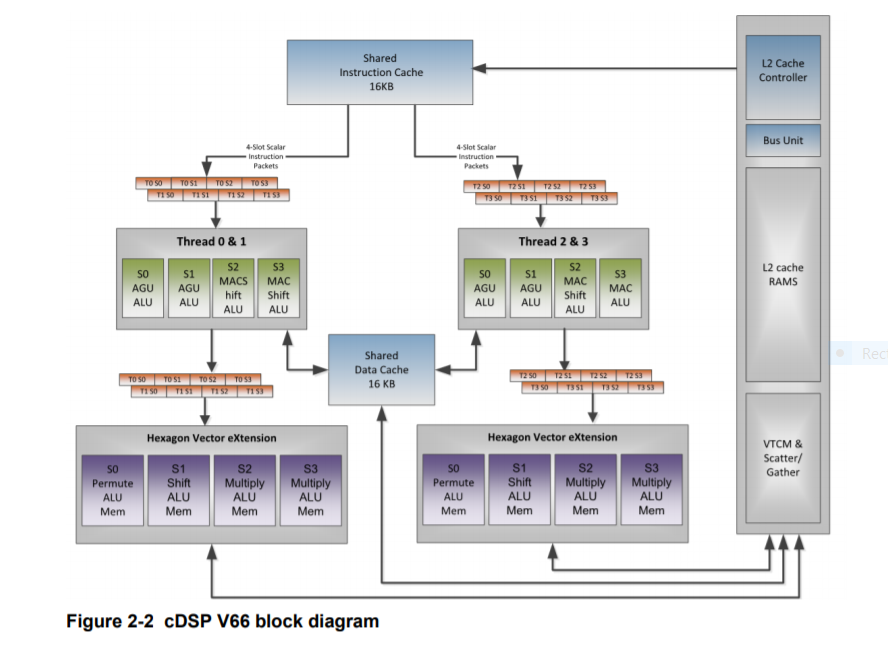 Shared
Instruction Cache
16KB
L2 Cache
Controller
Bus Unit
L2 cache
RAMS
VTCM &
Scatter/
Gather
4-Slot Scalar
Instruction
Packets
4-Slot Scalar
Instruction
Packets
T0 S0 T0 S1 T0 S2 T0 S3
T1 S0 T1 S1 T1 S2 T1 S3
T2 S0 T2 S1 T2 S2 T2 S3
T3 S0 T3 S1 T3 S2 T3 S3
Thread 0 & 1
S0
AGU
ALU
S1
AGU
ALU
S2
MACS
hift
ALU
S3
MAC
Shift
ALU
Thread 2 & 3
S0
AGU
ALU
S1
AGU
ALU
S2
MAC
Shift
ALU
S3
MAC
ALU
Shared
Data Cache
16 KB
Rect
T0 S0 T0 S1 T0 S2 T0 S3
T1 S0 T1 S1 T1 S2 T1 S3
T2 S0 T2 S1 T2 S2 T2 S3
T3 S0 T3 S1 T3 S2 T3 S3
Hexagon Vector eXtension
S0
Permute
ALU
Mem
S1
Shift
ALU
Mem
S2
Multiply
ALU
Mem
S3
Multiply
ALU
Mem
Hexagon Vector eXtension
S0
Permute
ALU
Mem
S1
Shift
ALU
Mem
S2
Multiply
ALU
Mem
S3
Multiply
ALU
Mem
Figure 2-2 cDSP V66 block diagram